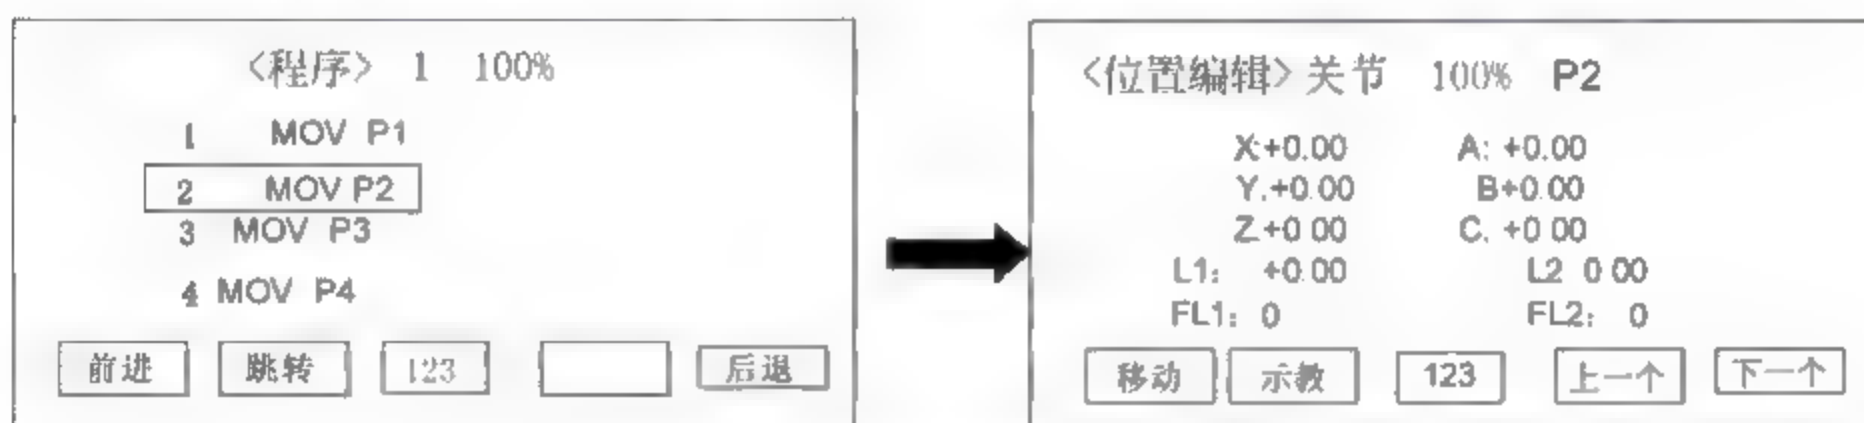 <程序> 1 100%
1 MOV P1
2 MOV P2
3 MOV P3
4 MOV P4
前进 跳转 123 后退
<位置编辑> 关节 100% P2
X:+0.00 A: +0.00
Y.+0.00 B+0.00
Z+0 00 C. +0 00
L1: +0.00 L2 0 00
FL1: 0 FL2: 0
移动 示教 123 上一个 下一个